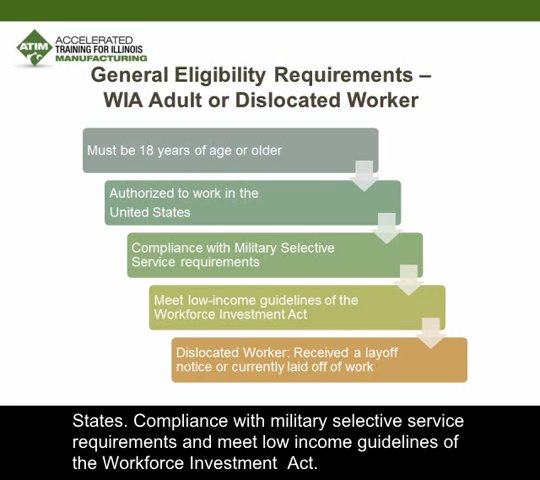 ATIM
ACCELERATED
TRAINING FOR ILLINOIS
MANUFACTURING
General Eligibility Requirements –
WIA Adult or Dislocated Worker
Must be 18 years of age or older
Authorized to work in the
United States
Compliance with Military Selective
Service requirements
Meet low-income guidelines of the
Workforce Investment Act
Dislocated Worker: Received a layoff
notice or currently laid off of work
States. Compliance with military selective service
requirements and meet low income guidelines of
the Workforce Investment Act.